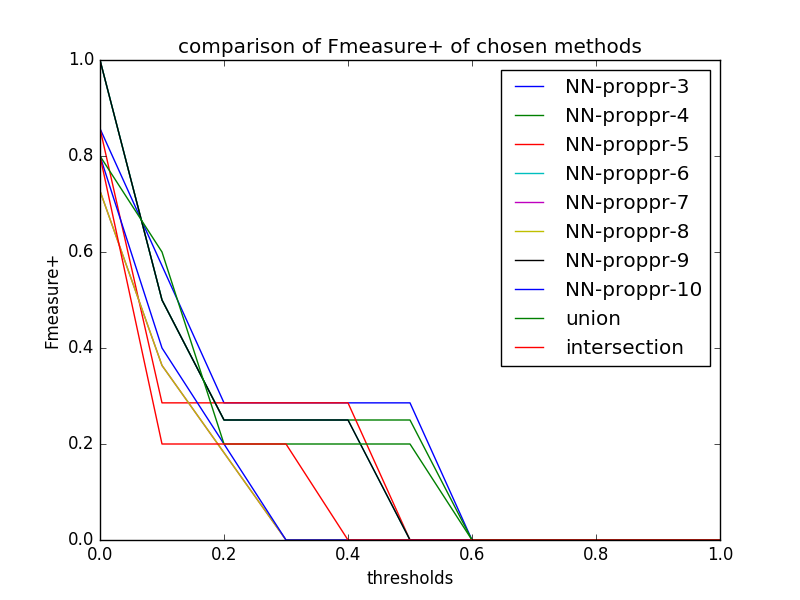 comparison of Fmeasure+ of chosen methods
1.0
0.8
0.6
0.4
0.2
0.0
Fmeasure+
NN-proppr-3
NN-proppr-4
NN-proppr-5
NN-proppr-6
NN-proppr-7
NN-proppr-8
NN-proppr-9
NN-proppr-10
union
intersection
0.0 0.2 0.4 0.6 0.8 1.0
thresholds